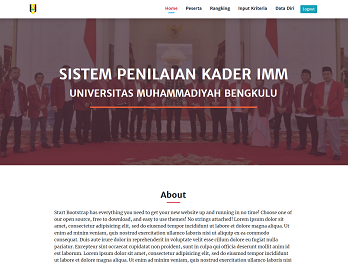 Home Peserta Rangking Input Kriteria Data Diri Logout
SISTEM PENILAIAN KADER IMM
UNIVERSITAS MUHAMMADIYAH BENGKULU
About
Start Bootstrap has everything you need to get your new website up and running in no time! Choose one of
our open source, free to download, and easy to use themes! No strings attached! Lorem ipsum dolor sit
amet, consectetur adipisicing elit, sed do eiusmod tempor incididunt ut labore et dolore magna aliqua. Ut
enim ad minim veniam, quis nostrud exercitation ullamco laboris nisi ut aliquip ex ea commodo
consequat. Duis aute irure dolor in reprehenderit in voluptate velit esse cillum dolore eu fugiat nulla
pariatur. Excepteur sint occaecat cupidatat non proident, sunt in culpa qui officia deserunt mollit anim id
est laborum. Lorem ipsum dolor sit amet, consectetur adipisicing elit, sed do eiusmod tempor
incididunt ut labore et dolore magna aliqua. Ut enim ad minim veniam, quis nostrud exercitation